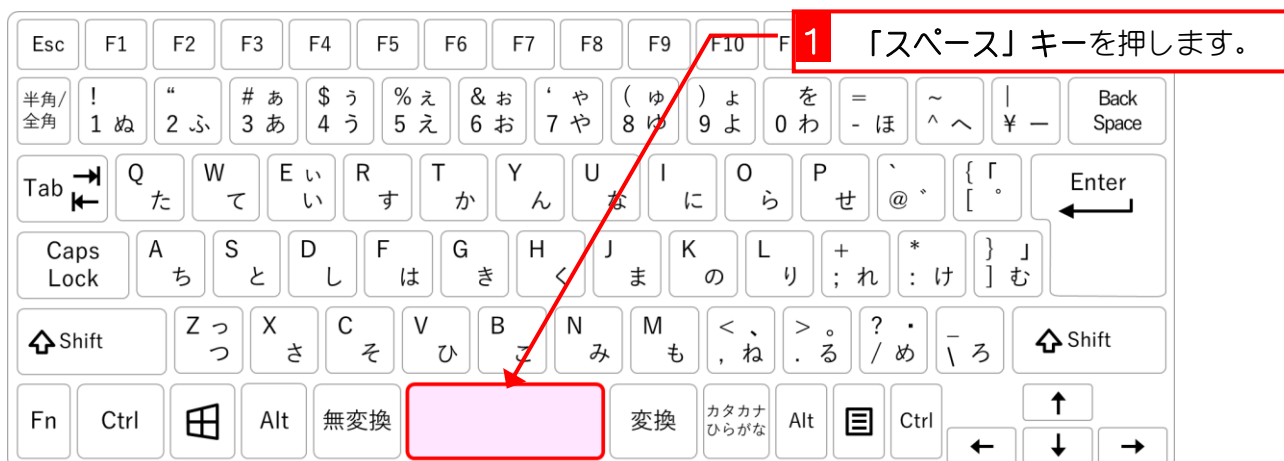 1 「スペース」キーを押します。
Esc F1 F2 F3 F4 F5 F6 F7 F8 F9 F10 F
半角/全角 ! 1 ぬ “ 2 ふ # ぁ 3 あ $ ぅ 4 う % ぇ 5 え & ぉ 6 お ‘ ゃ 7 や ( ゅ 8 ゆ ) ょ 9 よ を 0 わ = - ほ ~ ^ へ | ¥ ー Back Space
Tab Q た W て E ぃ い R す T か Y ん U な I に O ら P せ ` @ ゛ { 「 [ ゜ Enter
Caps Lock A ち S と D し F は G き H く J ま K の L り + ; れ * : け } 」 ] む
Shift Z っ つ X さ C そ V ひ B こ N み M も < 、 , ね > 。 . る ? ・ / め _ \ ろ Shift
Fn Ctrl Alt 無変換 変換 カタカナ ひらがな Alt Ctrl ↑
← ↓ →